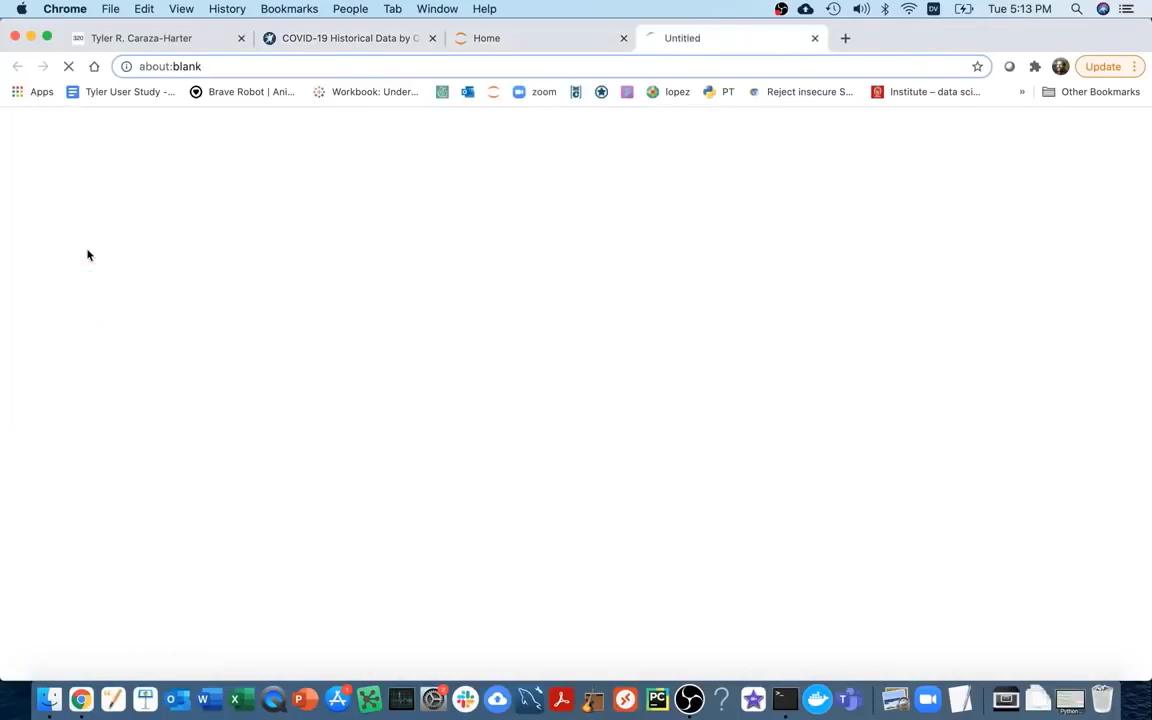 Chrome File Edit View History Bookmarks People Tab Window Help DV Tue 5:13 PM
320 Tyler R. Caraza-Harter COVID-19 Historical Data by C Home Untitled
about:blank Update
Apps Tyler User Study -... Brave Robot | Ani... Workbook: Under... zoom lopez PT Reject insecure S... Institute – data sci... » Other Bookmarks